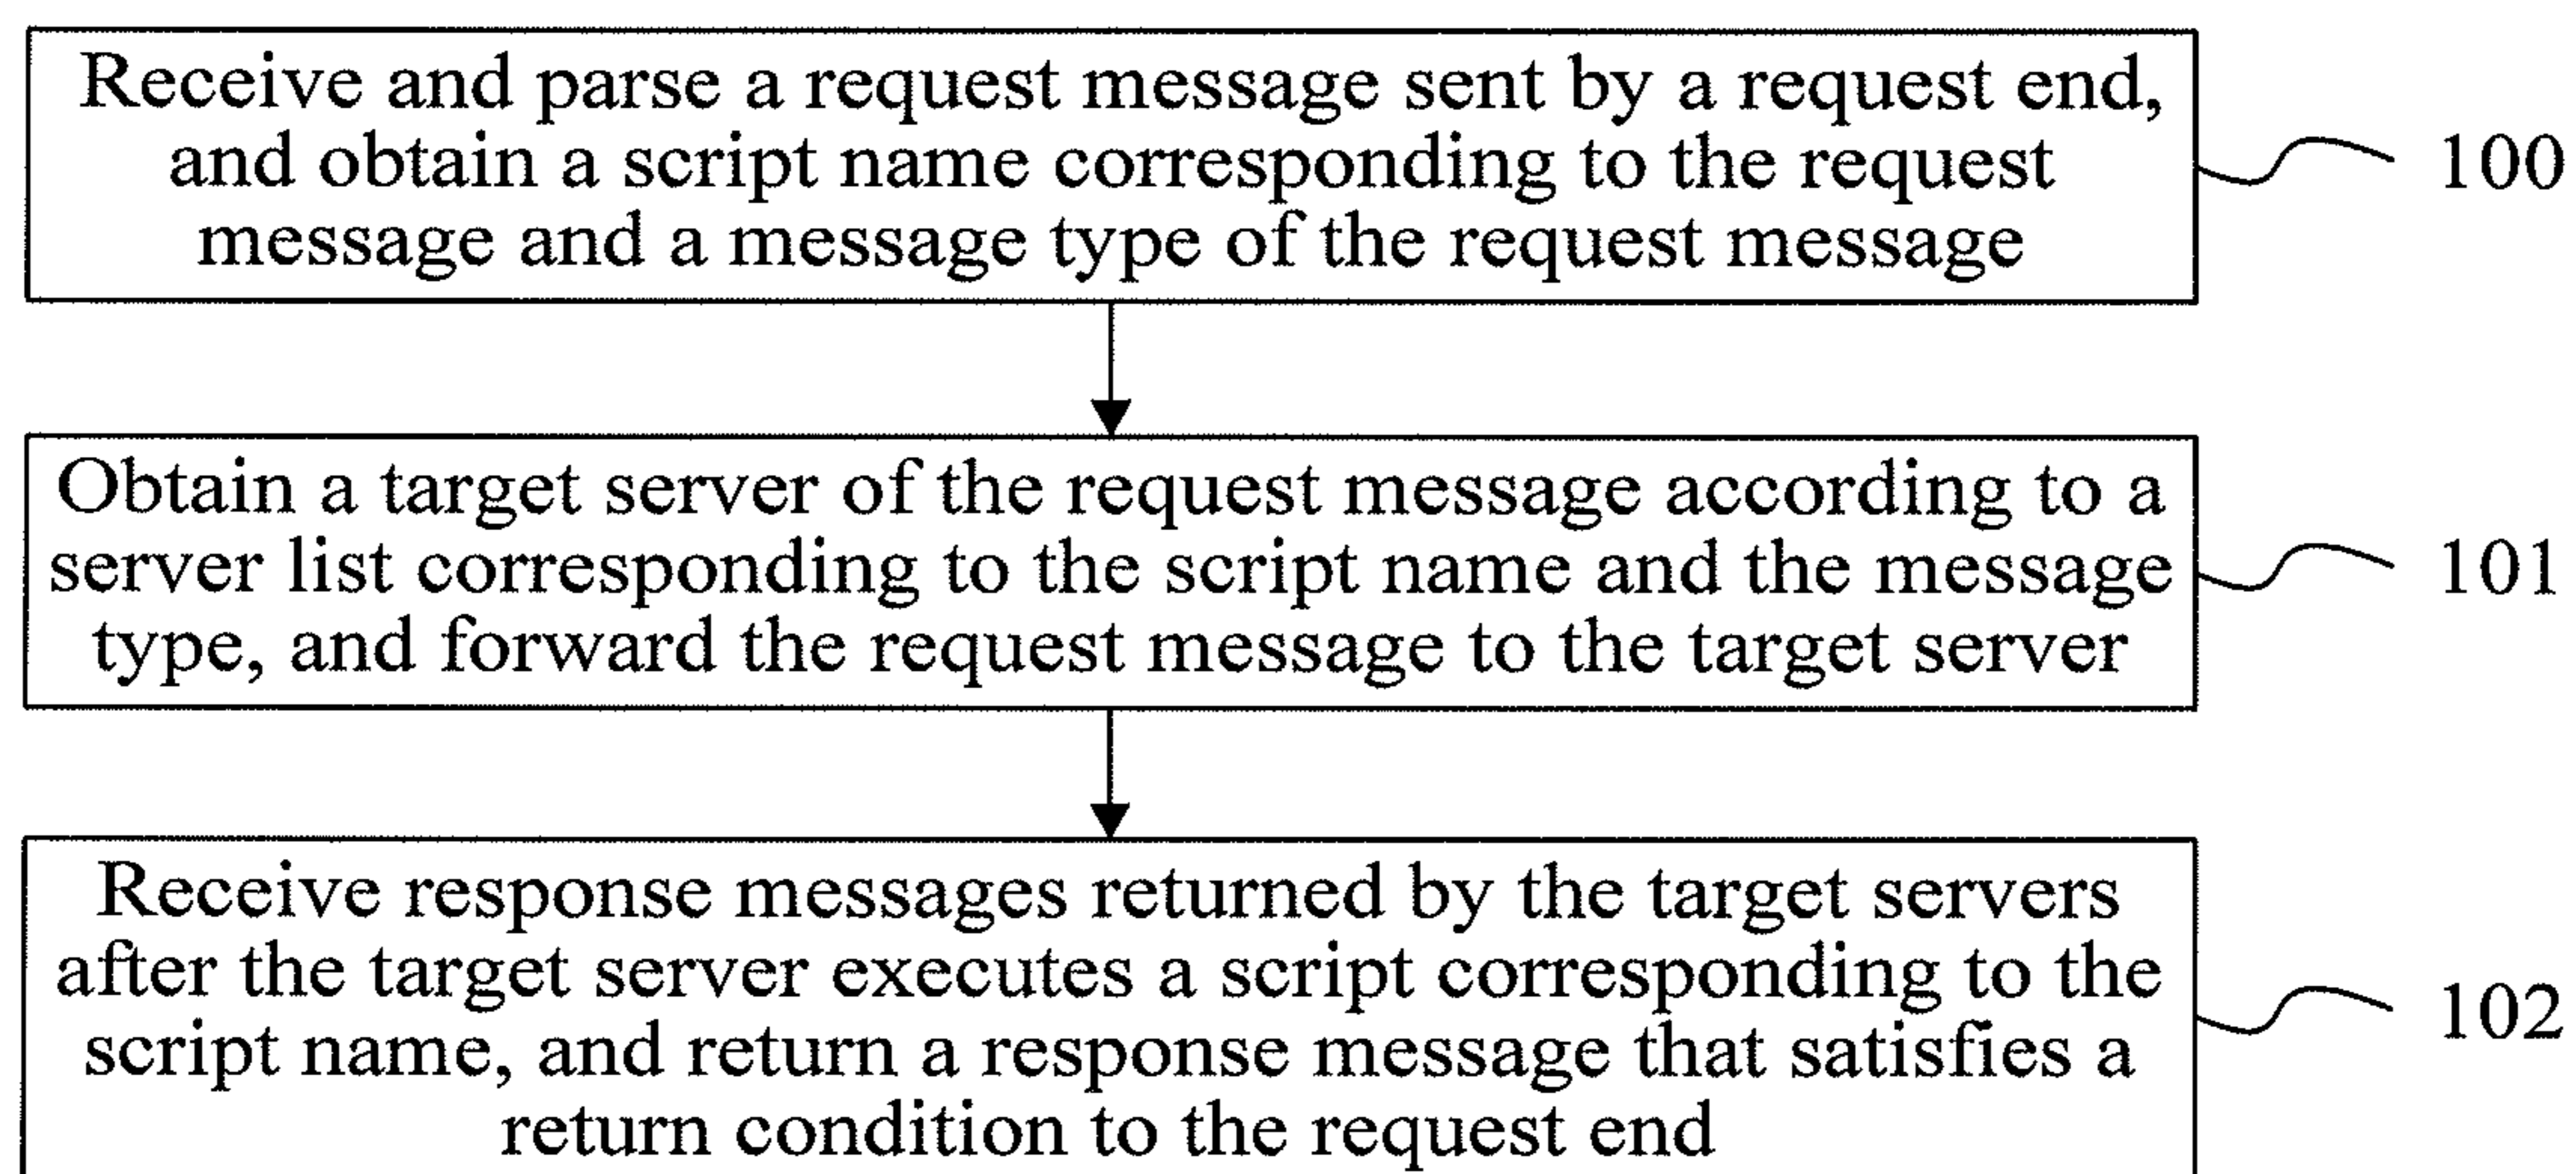 Receive and parse a request message sent by a request end,
and obtain a script name corresponding to the request
message and a message type of the request message
100
Obtain a target server of the request message according to a
server list corresponding to the script name and the message
type, and forward the request message to the target server
101
Receive response messages returned by the target servers
after the target server executes a script corresponding to the
script name, and return a response message that satisfies a
return condition to the request end
102